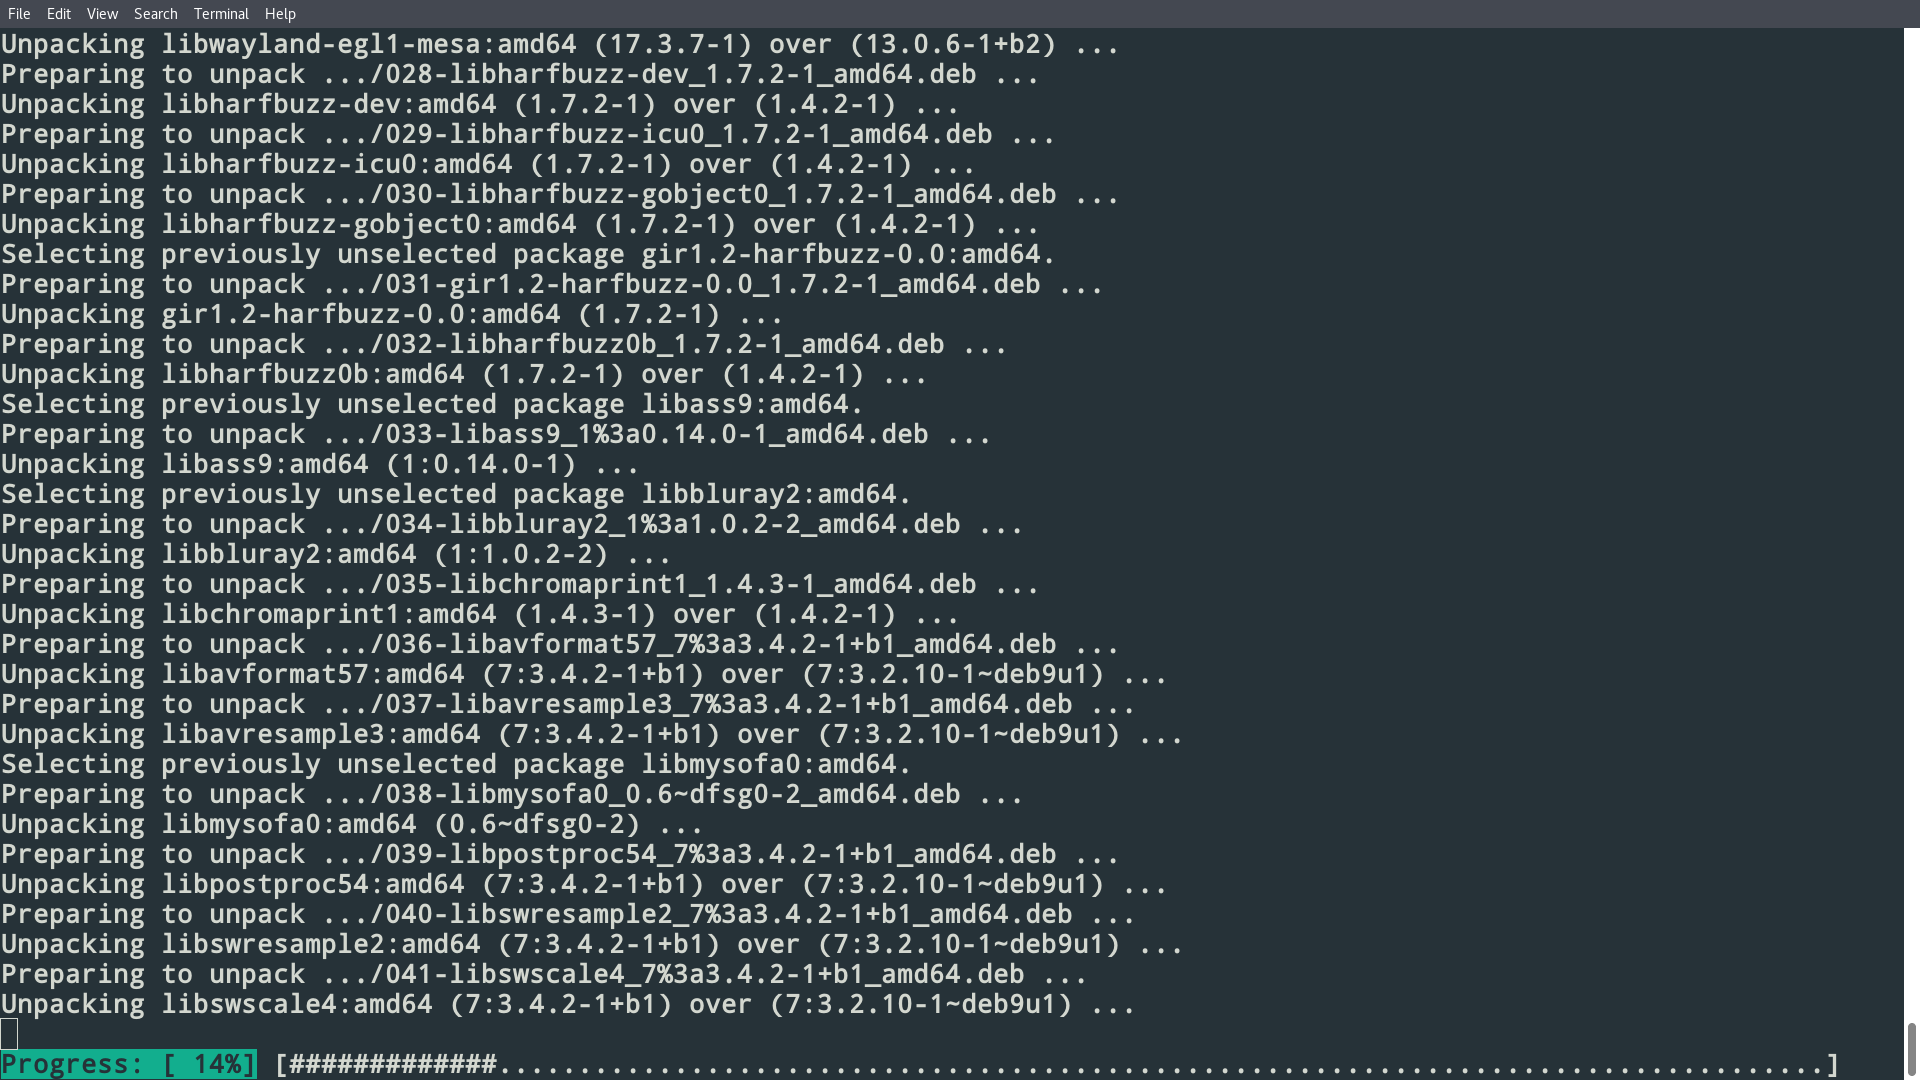 File Edit View Search Terminal Help
Unpacking libwayland-egl1-mesa:amd64 (17.3.7-1) over (13.0.6-1+b2) ...
Preparing to unpack .../028-libharfbuzz-dev_1.7.2-1_amd64.deb ...
Unpacking libharfbuzz-dev:amd64 (1.7.2-1) over (1.4.2-1) ...
Preparing to unpack .../029-libharfbuzz-icu0_1.7.2-1_amd64.deb ...
Unpacking libharfbuzz-icu0:amd64 (1.7.2-1) over (1.4.2-1) ...
Preparing to unpack .../030-libharfbuzz-gobject0_1.7.2-1_amd64.deb ...
Unpacking libharfbuzz-gobject0:amd64 (1.7.2-1) over (1.4.2-1) ...
Selecting previously unselected package gir1.2-harfbuzz-0.0:amd64.
Preparing to unpack .../031-gir1.2-harfbuzz-0.0_1.7.2-1_amd64.deb ...
Unpacking gir1.2-harfbuzz-0.0:amd64 (1.7.2-1) ...
Preparing to unpack .../032-libharfbuzz0b_1.7.2-1_amd64.deb ...
Unpacking libharfbuzz0b:amd64 (1.7.2-1) over (1.4.2-1) ...
Selecting previously unselected package libass9:amd64.
Preparing to unpack .../033-libass9_1%3a0.14.0-1_amd64.deb ...
Unpacking libass9:amd64 (1:0.14.0-1) ...
Selecting previously unselected package libbluray2:amd64.
Preparing to unpack .../034-libbluray2_1%3a1.0.2-2_amd64.deb ...
Unpacking libbluray2:amd64 (1:1.0.2-2) ...
Preparing to unpack .../035-libchromaprint1_1.4.3-1_amd64.deb ...
Unpacking libchromaprint1:amd64 (1.4.3-1) over (1.4.2-1) ...
Preparing to unpack .../036-libavformat57_7%3a3.4.2-1+b1_amd64.deb ...
Unpacking libavformat57:amd64 (7:3.4.2-1+b1) over (7:3.2.10-1~deb9u1) ...
Preparing to unpack .../037-libavresample3_7%3a3.4.2-1+b1_amd64.deb ...
Unpacking libavresample3:amd64 (7:3.4.2-1+b1) over (7:3.2.10-1~deb9u1) ...
Selecting previously unselected package libmysofa0:amd64.
Preparing to unpack .../038-libmysofa0_0.6~dfsg0-2_amd64.deb ...
Unpacking libmysofa0:amd64 (0.6~dfsg0-2) ...
Preparing to unpack .../039-libpostproc54_7%3a3.4.2-1+b1_amd64.deb ...
Unpacking libpostproc54:amd64 (7:3.4.2-1+b1) over (7:3.2.10-1~deb9u1) ...
Preparing to unpack .../040-libswresample2_7%3a3.4.2-1+b1_amd64.deb ...
Unpacking libswresample2:amd64 (7:3.4.2-1+b1) over (7:3.2.10-1~deb9u1) ...
Preparing to unpack .../041-libswscale4_7%3a3.4.2-1+b1_amd64.deb ...
Unpacking libswscale4:amd64 (7:3.4.2-1+b1) over (7:3.2.10-1~deb9u1) ...
Progress: [ 14%] [#############...................................................................................]